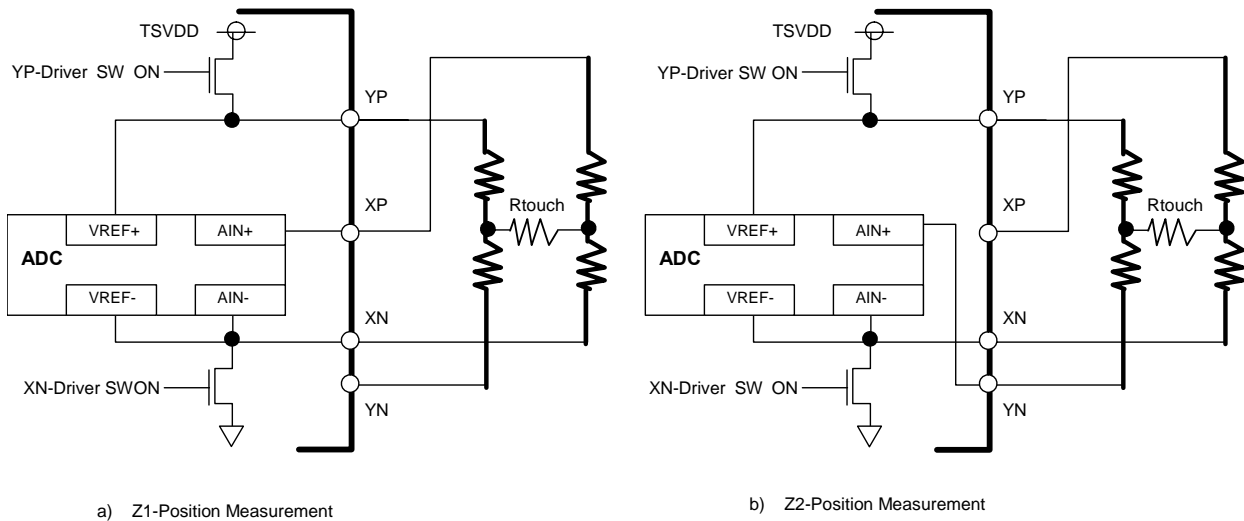 TSVDD
YP-Driver SW ON
YP
XP
Rtouch
VREF+ AIN+
ADC
VREF- AIN-
XN
XN-Driver SWON
YN
a) Z1-Position Measurement
TSVDD
YP-Driver SW ON
YP
XP
Rtouch
VREF+ AIN+
ADC
VREF- AIN-
XN
XN-Driver SW ON
YN
b) Z2-Position Measurement